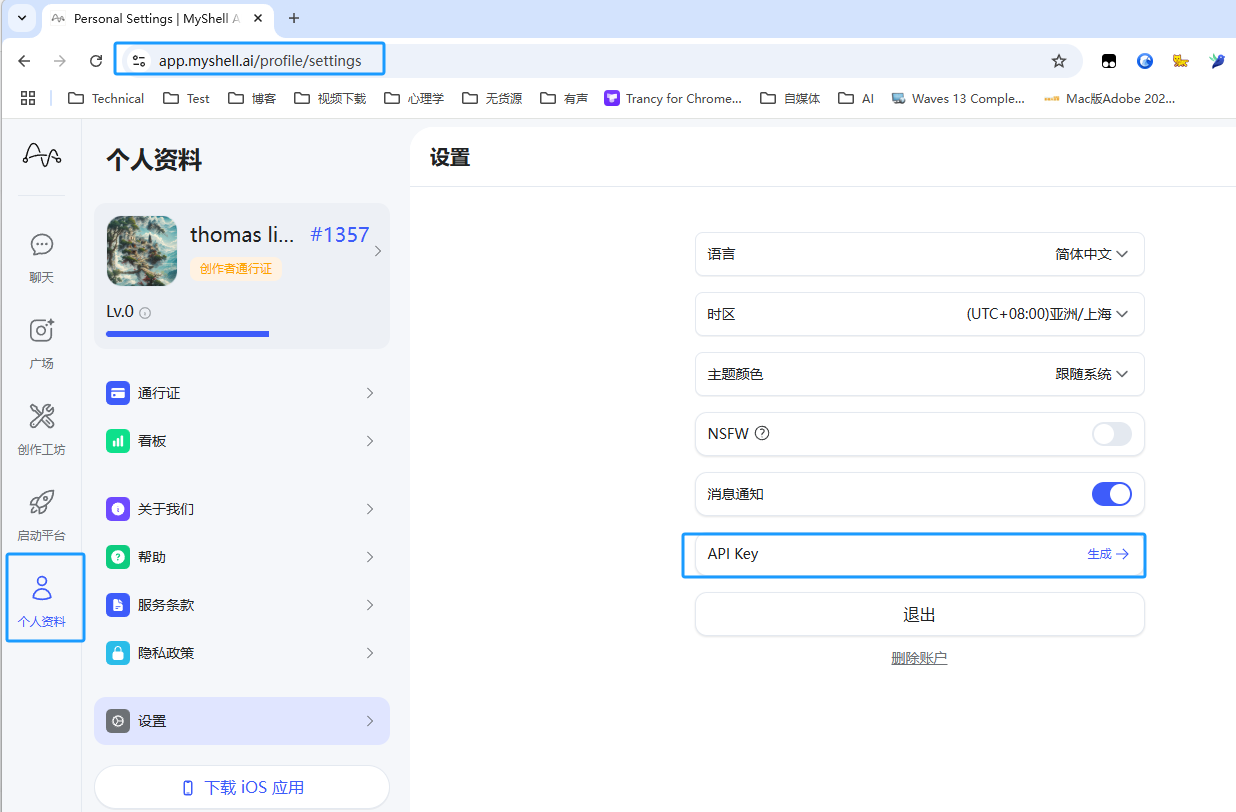 Personal Settings | MyShell A
app.myshell.ai/profile/settings
Technical
Test
博客
视频下载
心理学
无货源
有声
Trancy for Chrome...
自媒体
AI
Waves 13 Comple...
Mac版Adobe 202...
聊天
广场
创作工坊
启动平台
个人资料
个人资料
thomas li... #1357
创作者通行证
Lv.0
通行证
看板
关于我们
帮助
服务条款
隐私政策
设置
下载 iOS 应用
设置
语言 简体中文
时区 (UTC+08:00)亚洲/上海
主题颜色 跟随系统
NSFW
消息通知
API Key 生成
退出
删除账户